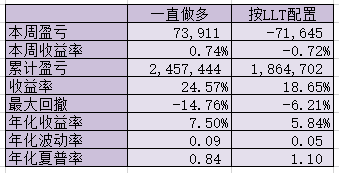 一直做多 按LLT配置
本周盈亏 73,911 -71,645
本周收益率 0.74% -0.72%
累计盈亏 2,457,444 1,864,702
收益率 24.57% 18.65%
最大回撤 -14.76% -6.21%
年化收益率 7.50% 5.84%
年化波动率 0.09 0.05
年化夏普率 0.84 1.10